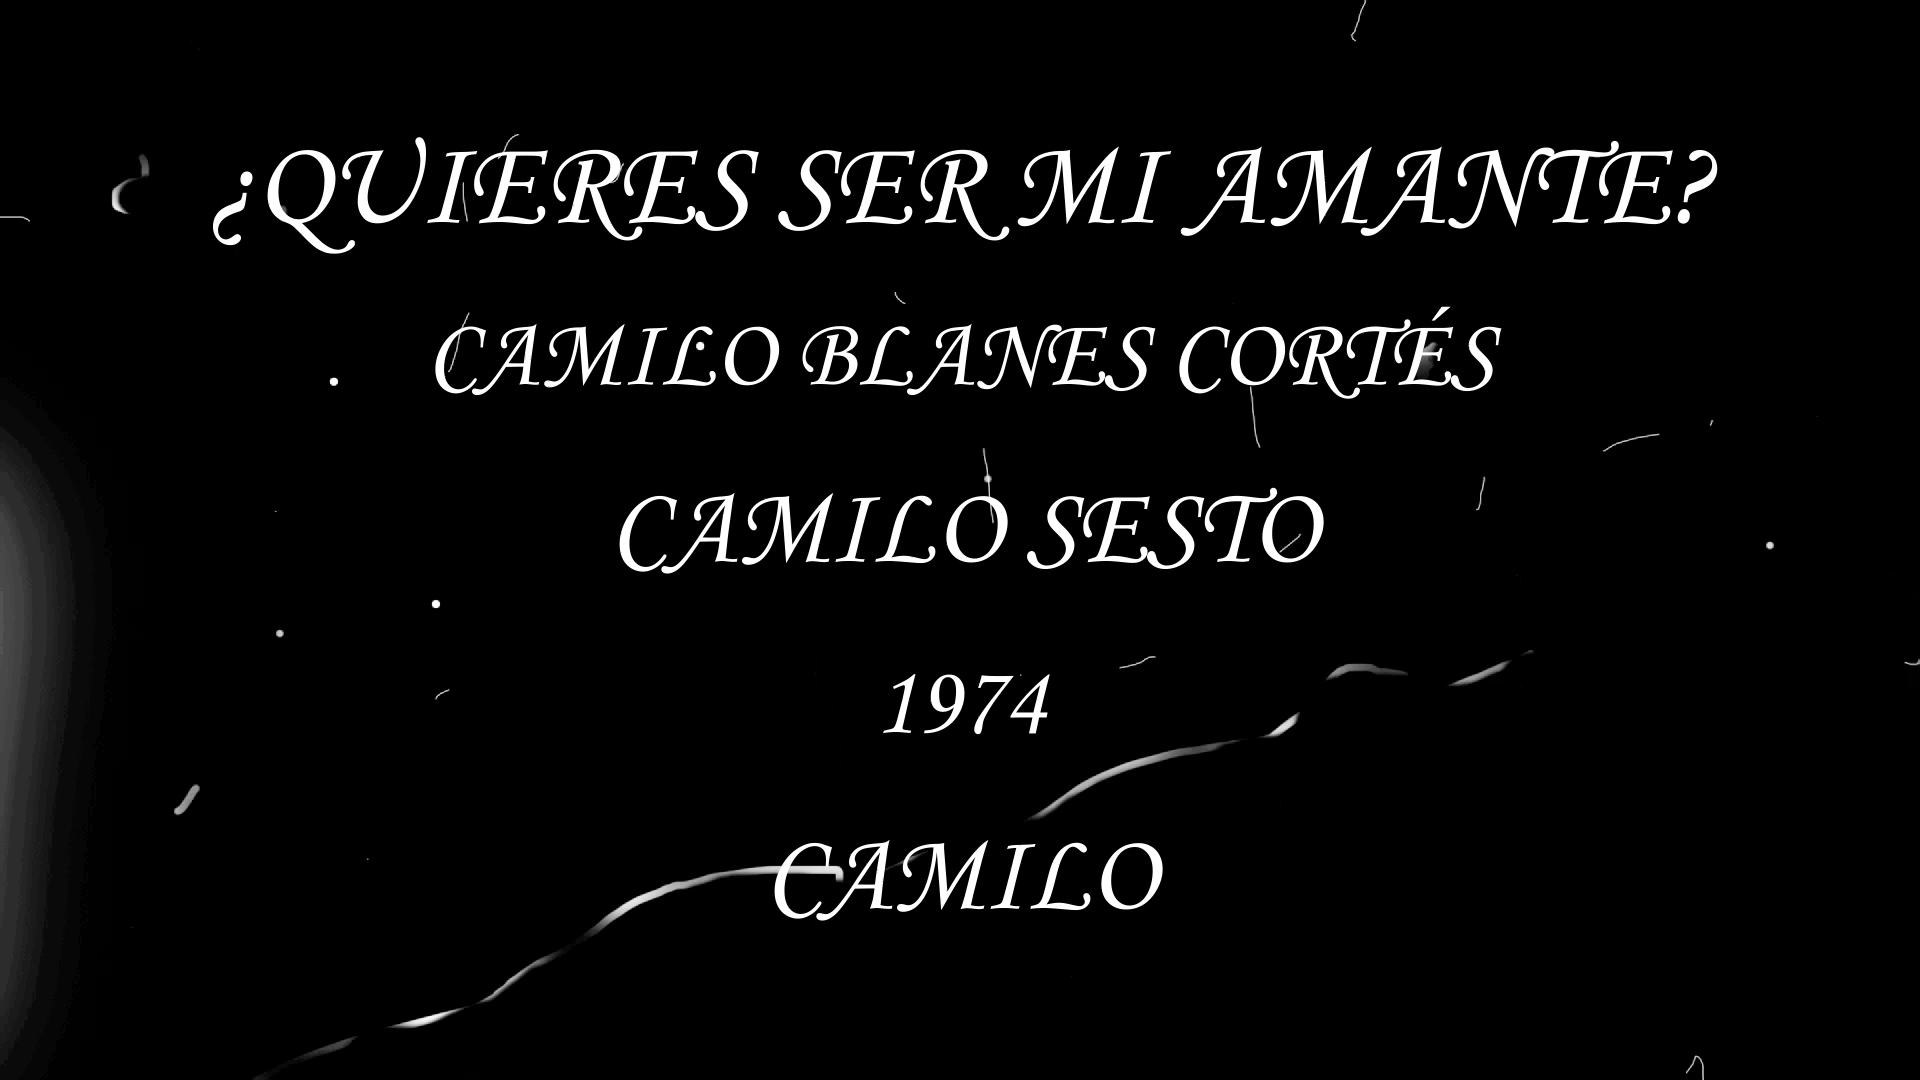 ¿QUIERES SER MI AMANTE?
CAMILO BLANES CORTÉS
CAMILO SESTO
1974
CAMILO